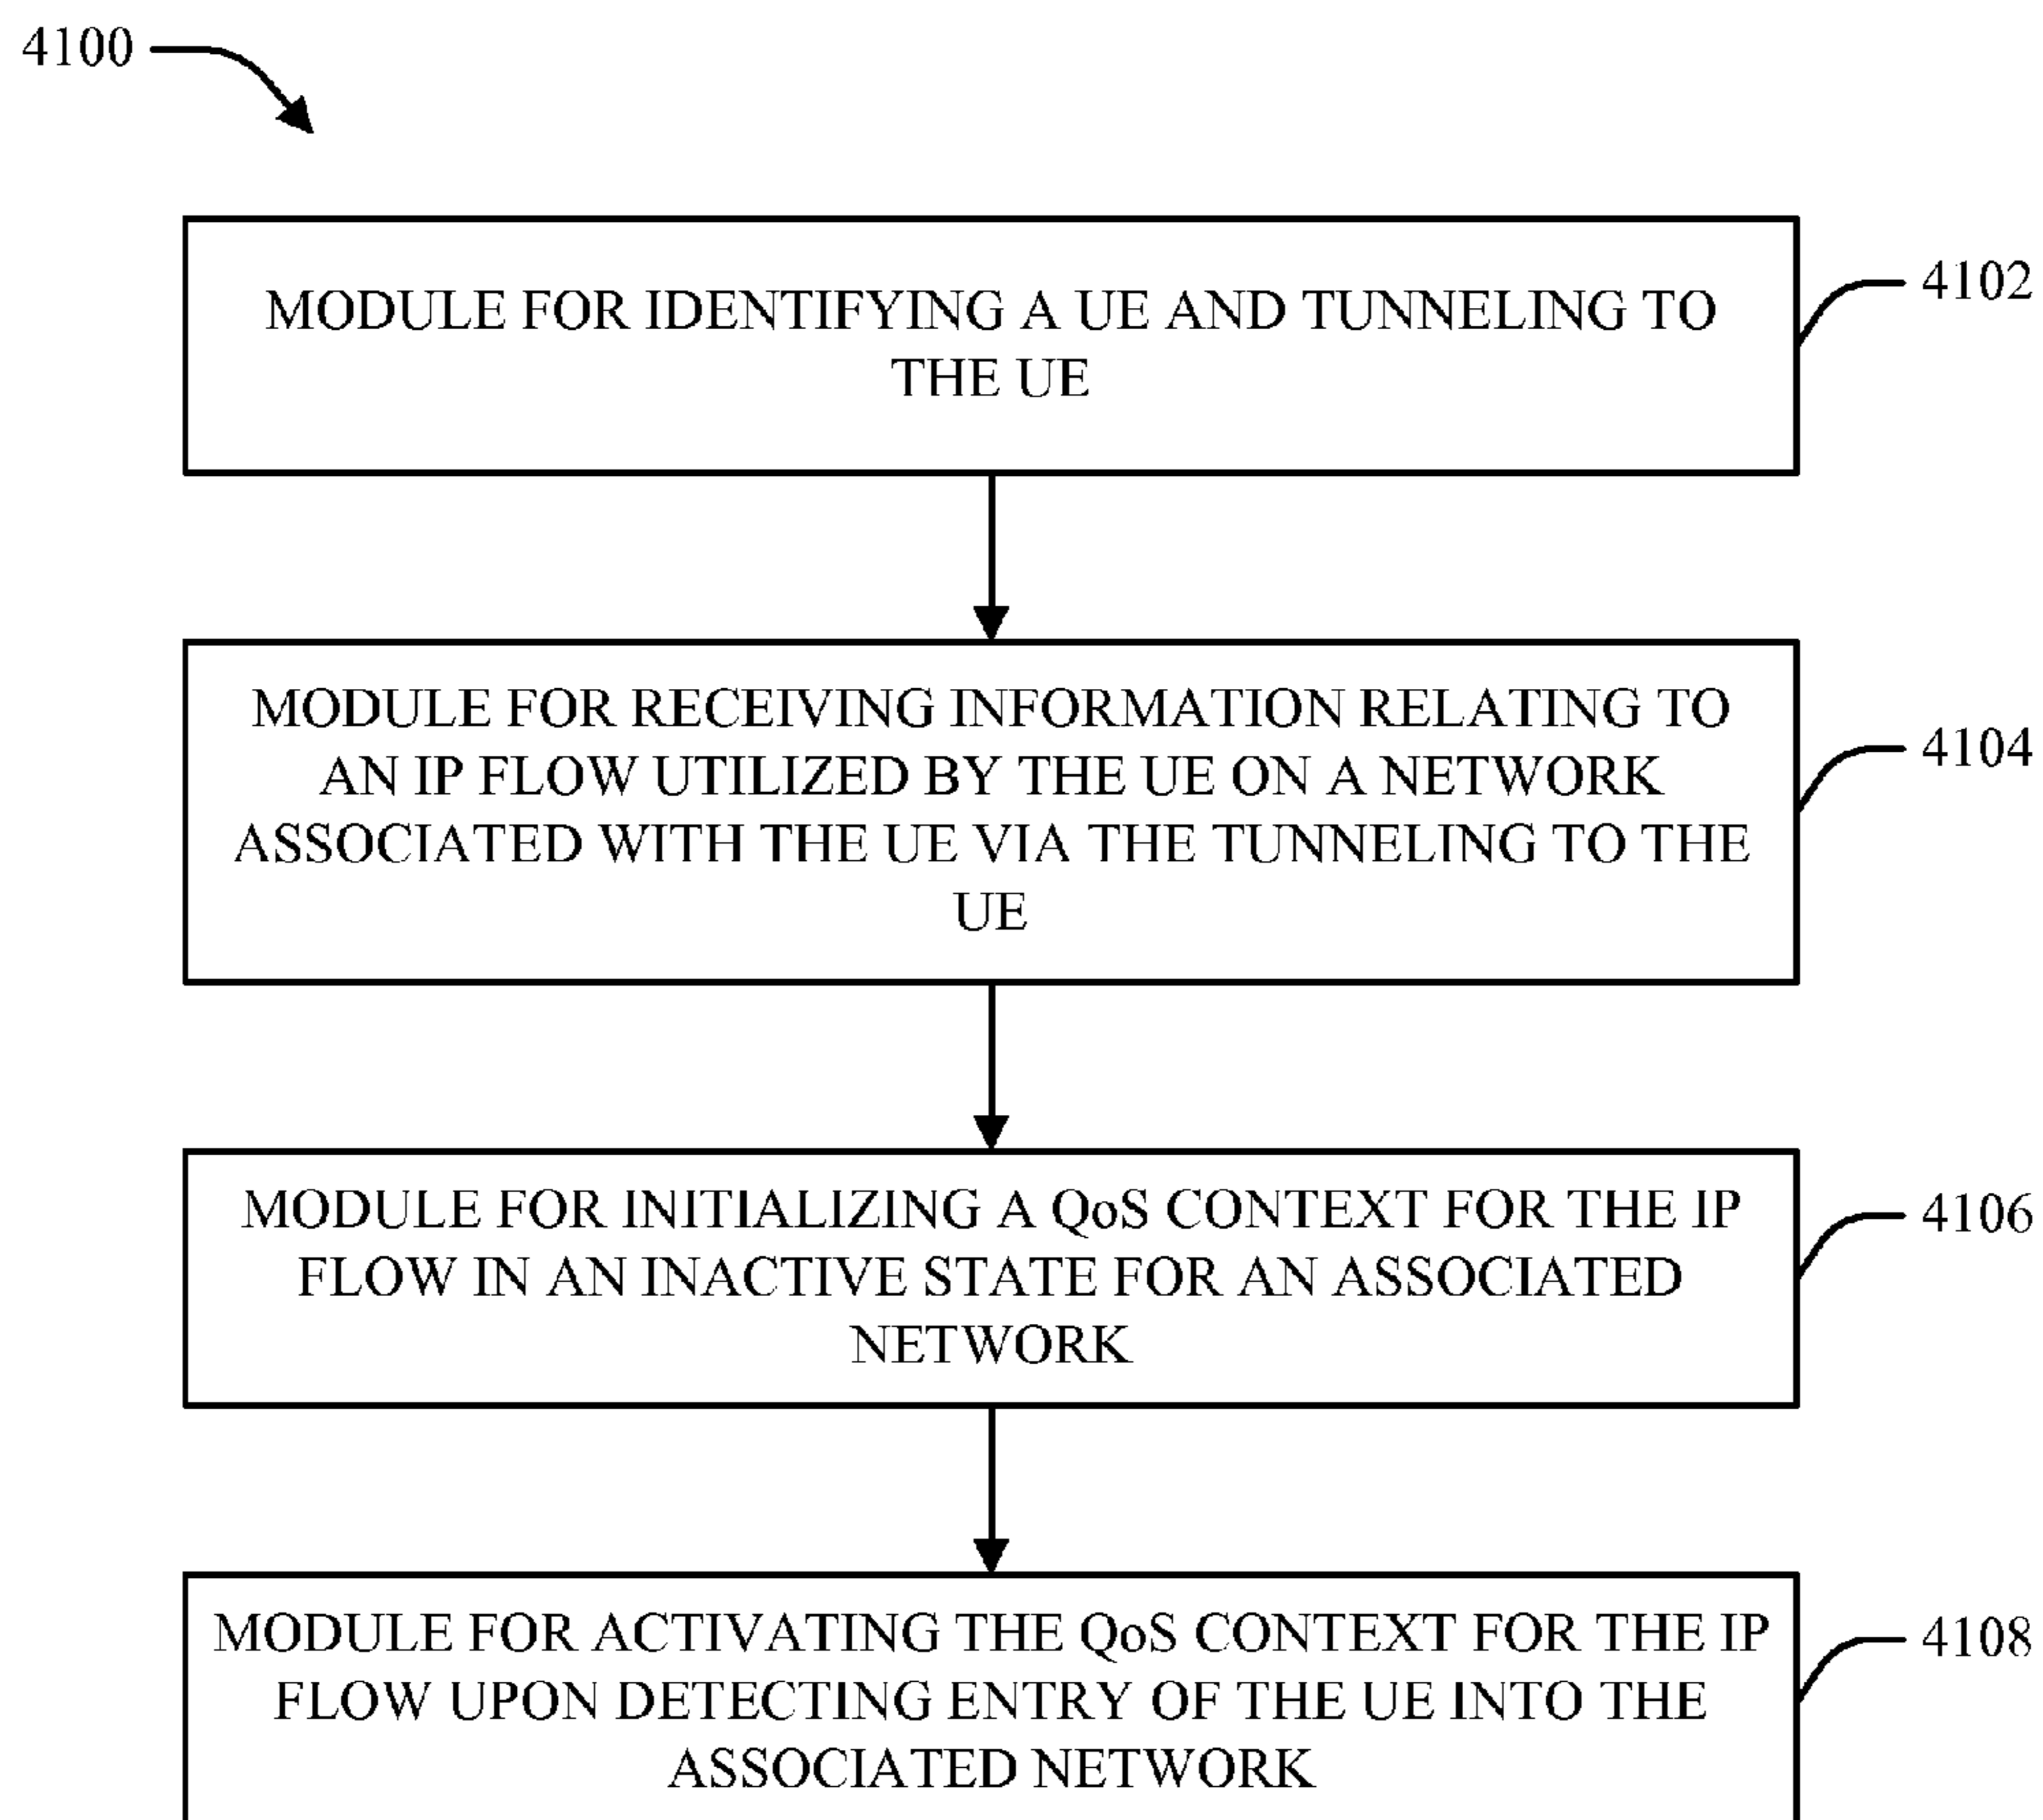 4100
MODULE FOR IDENTIFYING A UE AND TUNNELING TO
THE UE
4102
MODULE FOR RECEIVING INFORMATION RELATING TO
AN IP FLOW UTILIZED BY THE UE ON A NETWORK
ASSOCIATED WITH THE UE VIA THE TUNNELING TO THE
UE
4104
MODULE FOR INITIALIZING A QoS CONTEXT FOR THE IP
FLOW IN AN INACTIVE STATE FOR AN ASSOCIATED
NETWORK
4106
MODULE FOR ACTIVATING THE QoS CONTEXT FOR THE IP
FLOW UPON DETECTING ENTRY OF THE UE INTO THE
ASSOCIATED NETWORK
4108